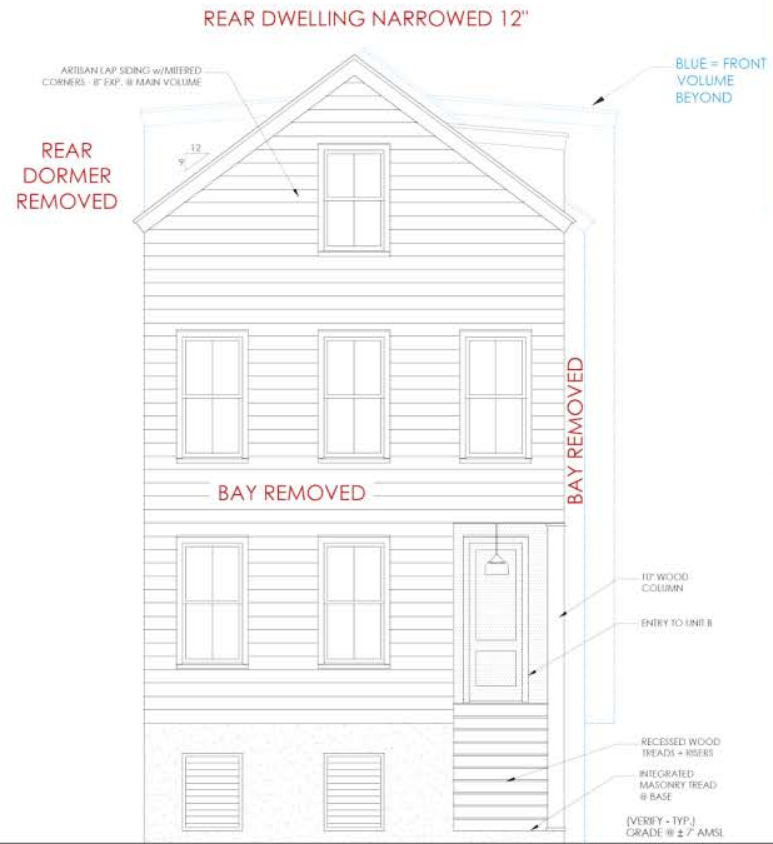 REAR DWELLING NARROWED 12"
ARTISAN LAP SIDING w/MITERED
CORNERS - 8" EXP. @ MAIN VOLUME
BLUE = FRONT
VOLUME
BEYOND
REAR
DORMER
REMOVED
12
9
BAY REMOVED
BAY REMOVED
10" WOOD
COLUMN
ENTRY TO UNIT B
RECESSED WOOD
TREADS + RISERS
INTEGRATED
MASONRY TREAD
@ BASE
(VERIFY - TYP.)
GRADE @ ± 7' AMSL